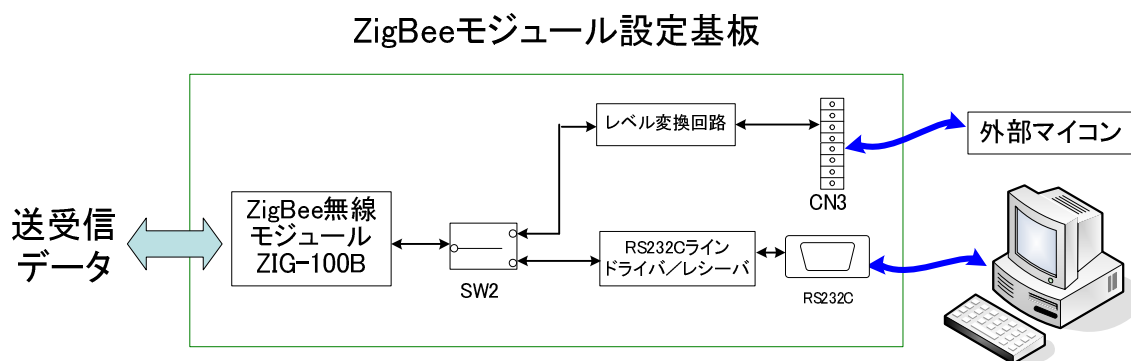 ZigBeeモジュール設定基板
レベル変換回路
外部マイコン
CN3
ZigBee無線
モジュール
ZIG-100B
送受信
データ
SW2
RS232Cライン
ドライバ／レシーバ
RS232C